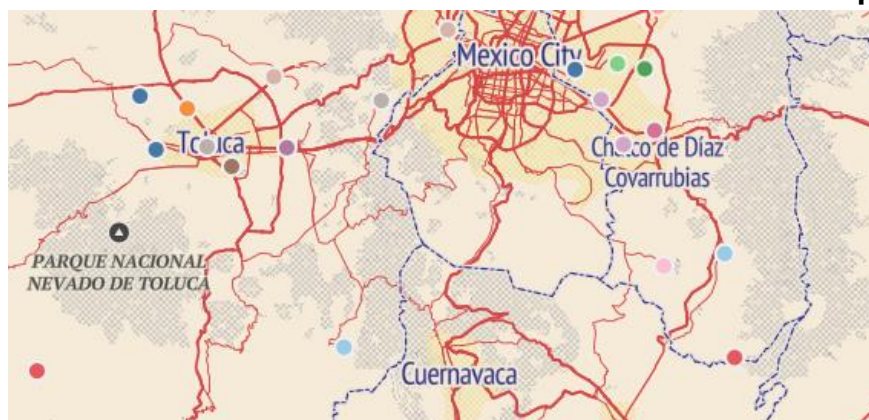 Mexico City
Toluca
Chalco de Díaz
Covarrubias
PARQUE NACIONAL
NEVADO DE TOLUCA
Cuernavaca